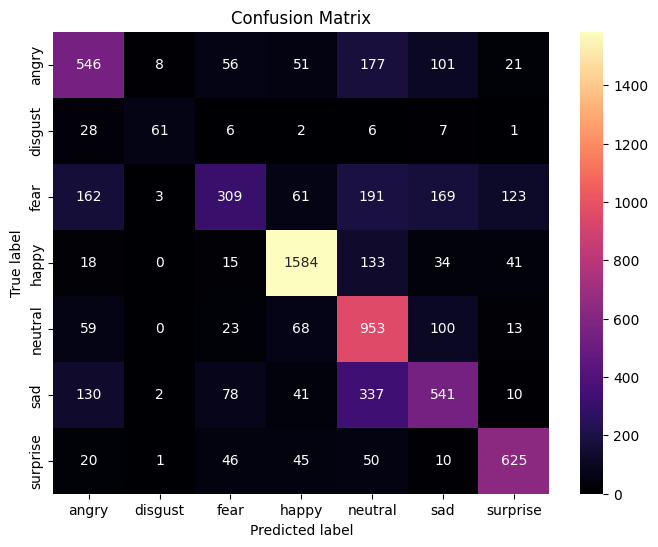 Confusion Matrix
angry 546 8 56 51 177 101 21
disgust 28 61 6 2 6 7 1
fear 162 3 309 61 191 169 123
happy 18 0 15 1584 133 34 41
neutral 59 0 23 68 953 100 13
sad 130 2 78 41 337 541 10
surprise 20 1 46 45 50 10 625
angry disgust fear happy neutral sad surprise
Predicted label
True label
1400
1200
1000
800
600
400
200
0